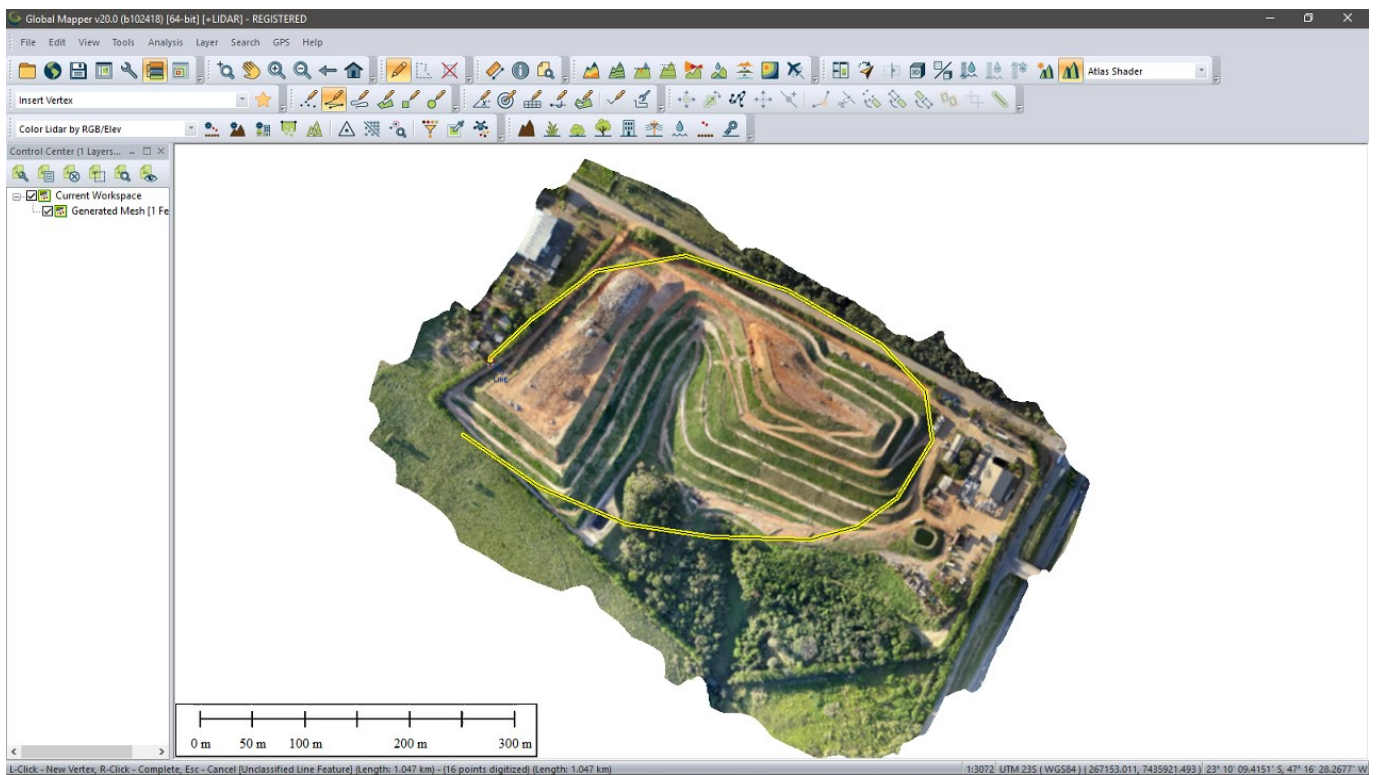 Global Mapper v20.0 (b102418) [64-bit] [+LIDAR] - REGISTERED
File Edit View Tools Analysis Layer Search GPS Help
Atlas Shader
Insert Vertex
Color Lidar by RGB/Elev
Control Center (1 Layers...
Current Workspace
Generated Mesh [1 Fe
LINE
0 m 50 m 100 m 200 m 300 m
L-Click - New Vertex, R-Click - Complete, Esc - Cancel [Unclassified Line Feature] (Length: 1.047 km) - (16 points digitized) (Length: 1.047 km)
1:3072 UTM 23S ( WGS84 ) ( 267153.011, 7435921.493 ) 23° 10' 09.4151" S, 47° 16' 28.2677" W